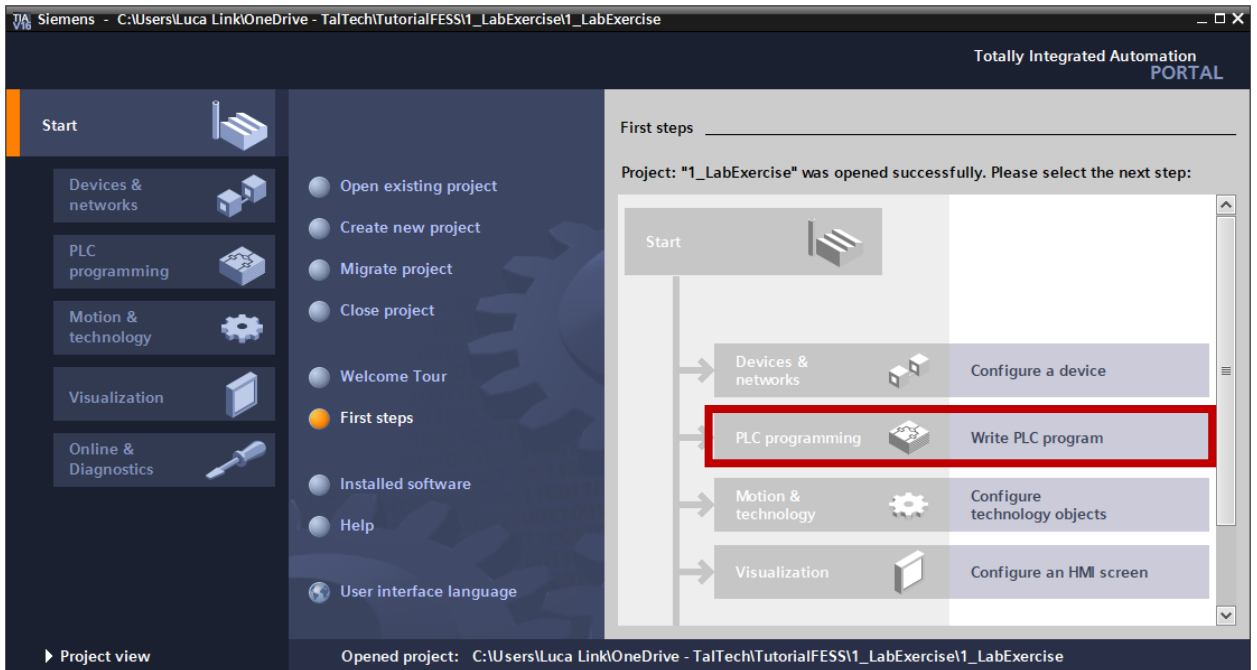 TIA
V16
Siemens - C:\Users\Luca Link\OneDrive - TalTech\TutorialFESS\1_LabExercise\1_LabExercise
Totally Integrated Automation
PORTAL
Start
Devices &
networks
PLC
programming
Motion &
technology
Visualization
Online &
Diagnostics
Project view
Open existing project
Create new project
Migrate project
Close project
Welcome Tour
First steps
Installed software
Help
User interface language
First steps
Project: "1_LabExercise" was opened successfully. Please select the next step:
Start
Devices &
networks
Configure a device
PLC programming
Write PLC program
Motion &
technology
Configure
technology objects
Visualization
Configure an HMI screen
Opened project: C:\Users\Luca Link\OneDrive - TalTech\TutorialFESS\1_LabExercise\1_LabExercise